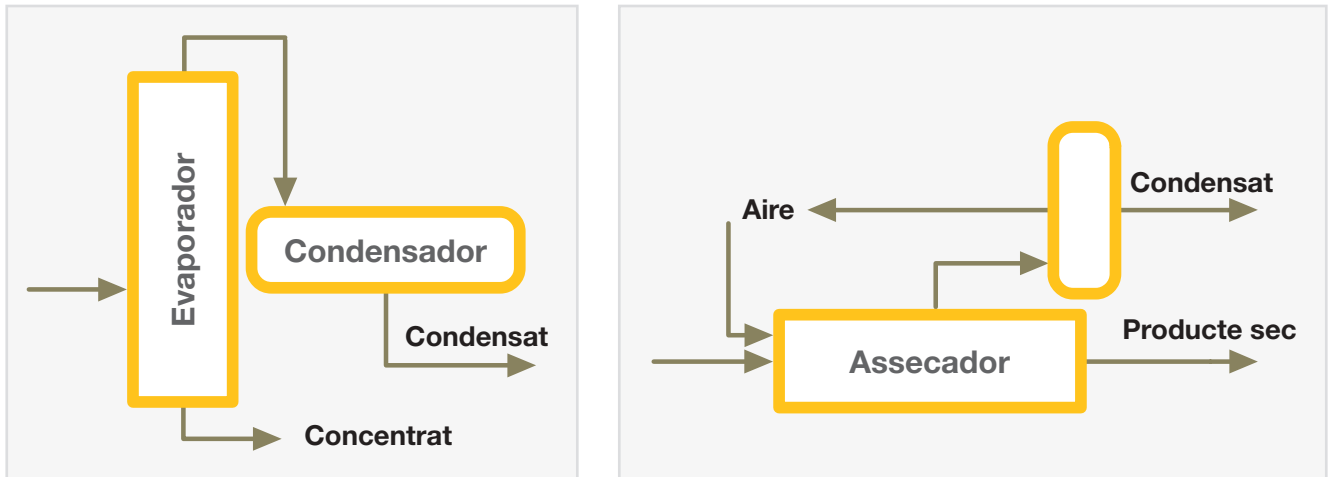 Evaporador
Condensador
Condensat
Concentrat
Condensat
Aire
Producte sec
Assecador